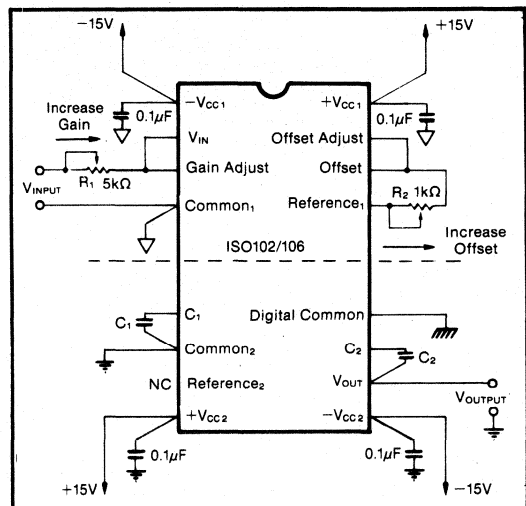 −15V
+15V
−VCC1
+VCC1
0.1µF
0.1µF
Increase
Gain
VIN
Offset Adjust
Gain Adjust
Offset
R1
5kΩ
VINPUT
R2
1kΩ
Common1
Reference1
ISO102/106
Increase
Offset
C1
C1
Digital Common
Common2
C2
C2
NC
Reference2
VOUT
VOUTPUT
+VCC2
−VCC2
0.1µF
0.1µF
+15V
−15V